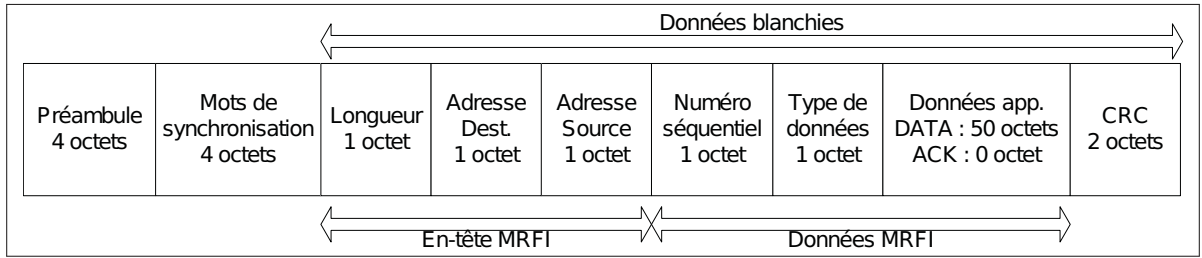 Données blanchies
Préambule
4 octets
Mots de
synchronisation
4 octets
Longueur
1 octet
Adresse
Dest.
1 octet
Adresse
Source
1 octet
Numéro
séquentiel
1 octet
Type de
données
1 octet
Données app.
DATA : 50 octets
ACK : 0 octet
CRC
2 octets
En-tête MRFI
Données MRFI